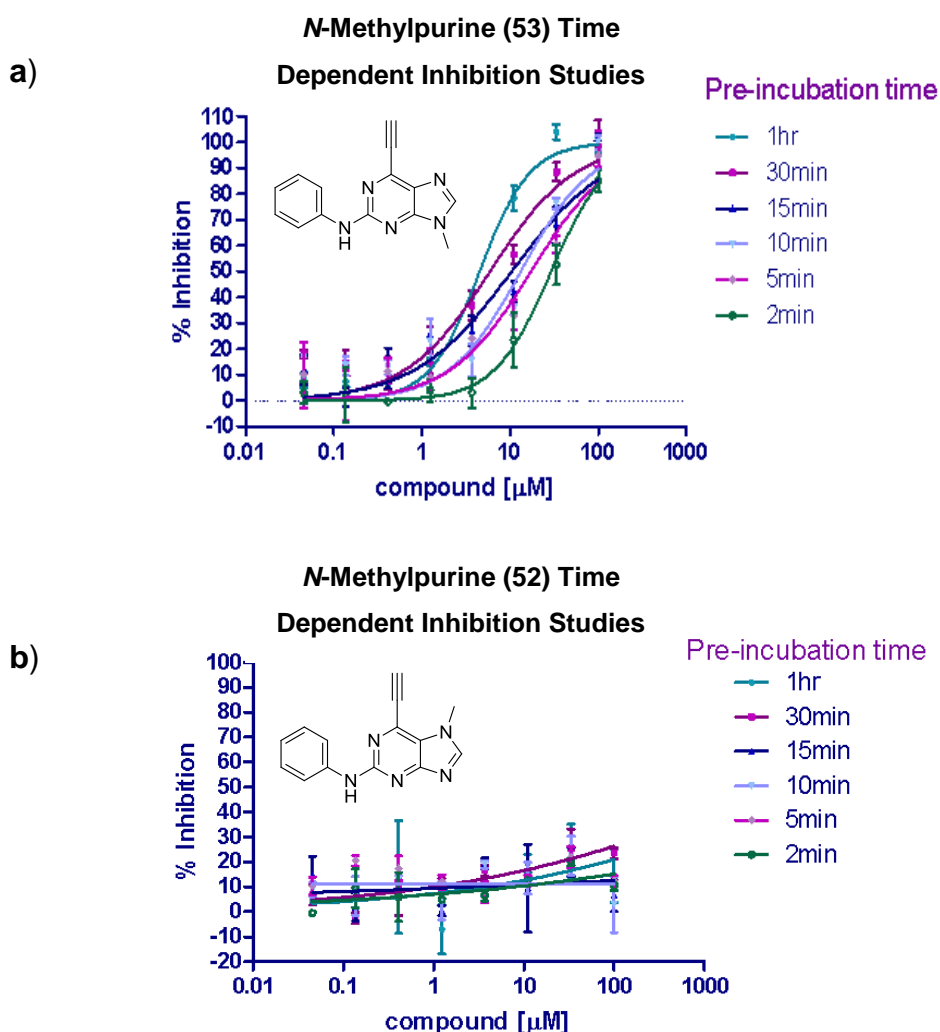 N-Methylpurine (53) Time
a)
Dependent Inhibition Studies
Pre-incubation time
110
100
90
80
70
60
50
40
30
20
10
0
-10
% Inhibition
N
N
N
N
N
H
1hr
30min
15min
10min
5min
2min
0.01 0.1 1 10 100 1000
compound [µM]
N-Methylpurine (52) Time
Dependent Inhibition Studies
b)
Pre-incubation time
100
90
80
70
60
50
40
30
20
10
0
-10
-20
% Inhibition
N
N
N
N
N
H
1hr
30min
15min
10min
5min
2min
0.01 0.1 1 10 100 1000
compound [µM]